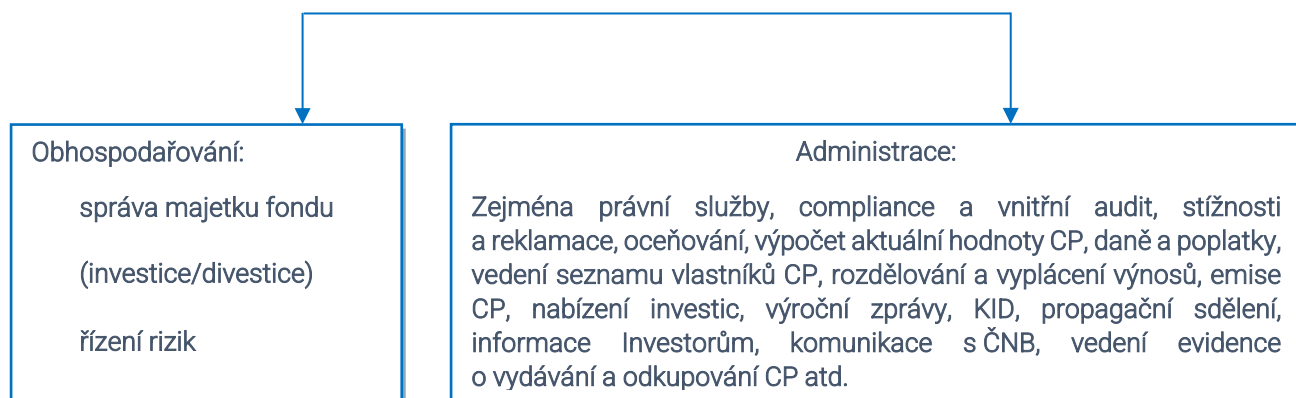 Obhospodařování:
správa majetku fondu
(investice/divestice)
řízení rizik
Administrace:
Zejména právní služby, compliance a vnitřní audit, stížnosti
a reklamace, oceňování, výpočet aktuální hodnoty CP, daně a poplatky,
vedení seznamu vlastníků CP, rozdělování a vyplácení výnosů, emise
CP, nabízení investic, výroční zprávy, KID, propagační sdělení,
informace Investorům, komunikace s ČNB, vedení evidence
o vydávání a odkupování CP atd.